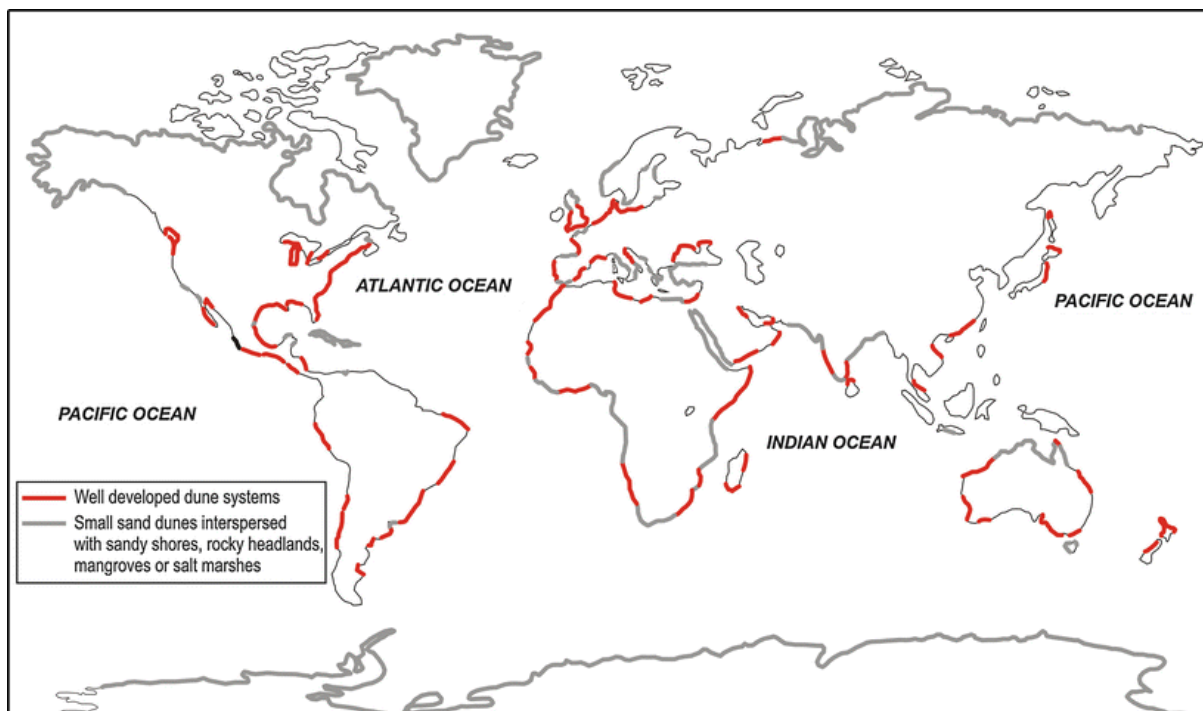 ATLANTIC OCEAN
PACIFIC OCEAN
PACIFIC OCEAN
INDIAN OCEAN
Well developed dune systems
Small sand dunes interspersed
with sandy shores, rocky headlands,
mangroves or salt marshes